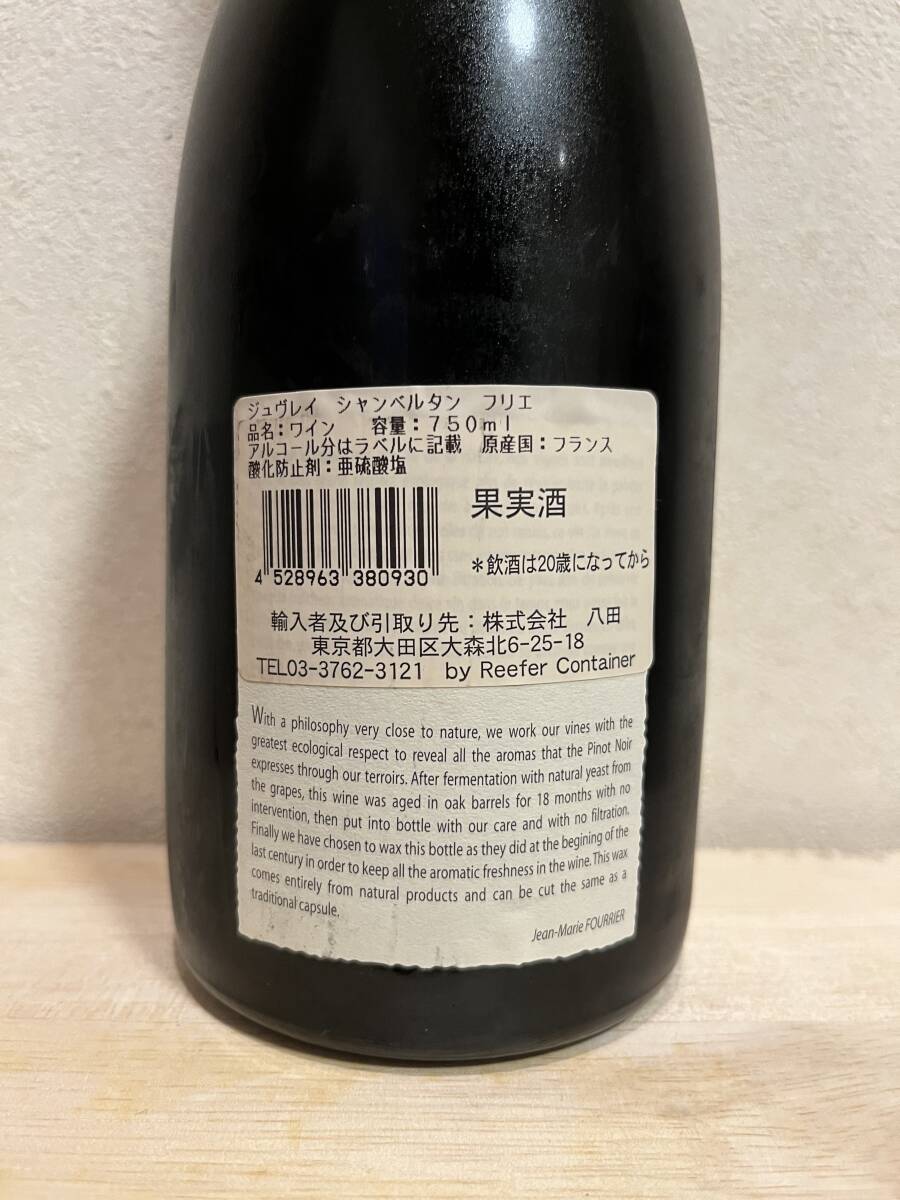 ジュヴレイ　シャンベルタン　フリエ
品名：ワイン　　容量：７５０ｍｌ
アルコール分はラベルに記載　原産国：フランス
酸化防止剤：亜硫酸塩
果実酒
4 528963 380930
＊飲酒は20歳になってから
輸入者及び引取り先：株式会社　八田
東京都大田区大森北6-25-18
TEL03-3762-3121　by Reefer Container
With a philosophy very close to nature, we work our vines with the
greatest ecological respect to reveal all the aromas that the Pinot Noir
expresses through our terroirs. After fermentation with natural yeast from
the grapes, this wine was aged in oak barrels for 18 months with no
intervention, then put into bottle with our care and with no filtration.
Finally we have chosen to wax this bottle as they did at the begining of the
last century in order to keep all the aromatic freshness in the wine. This wax
comes entirely from natural products and can be cut the same as a
traditional capsule.
Jean-Marie FOURRIER